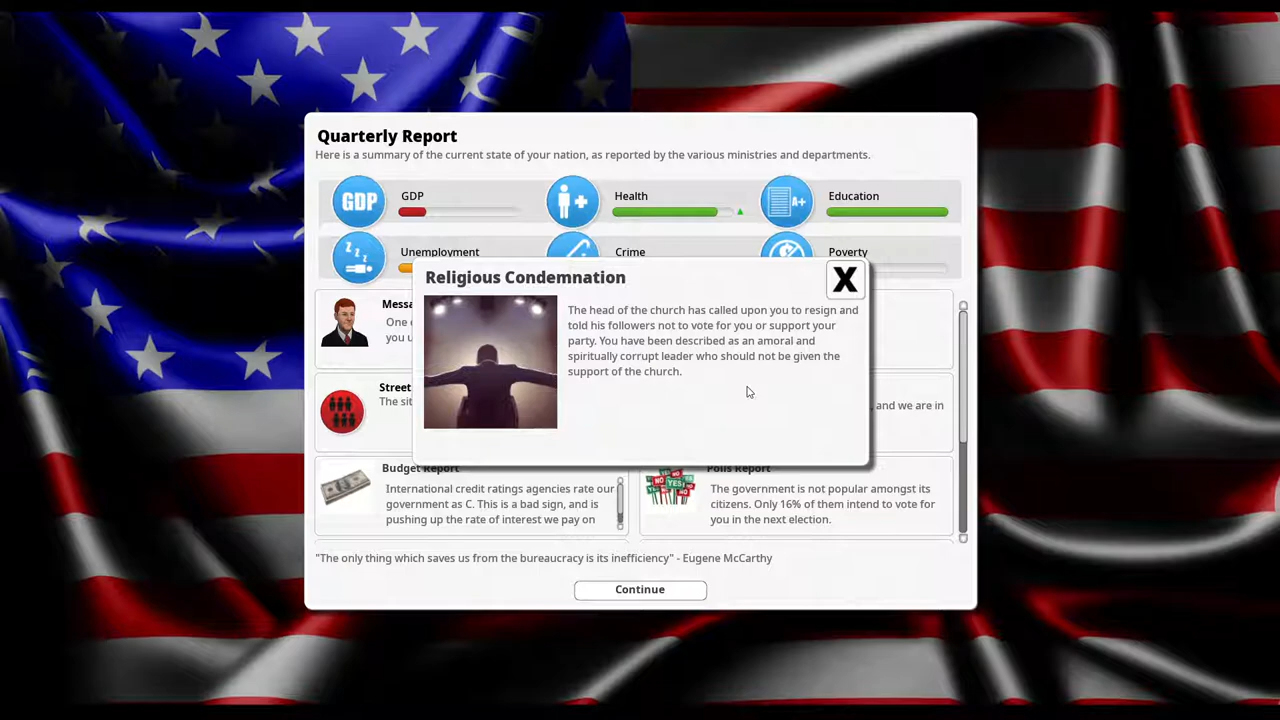 Quarterly Report
Here is a summary of the current state of your nation, as reported by the various ministries and departments.
GDP
GDP
Health
A+
Education
Unemployment
Crime
Poverty
Religious Condemnation
X
The head of the church has called upon you to resign and
told his followers not to vote for you or support your
party. You have been described as an amoral and
spiritually corrupt leader who should not be given the
support of the church.
One
you
Street
The
, and we are in
Budget Report
International credit ratings agencies rate our
government as C. This is a bad sign, and is
pushing up the rate of interest we pay on
NO
YES
NO
Polls Report
The government is not popular amongst its
citizens. Only 16% of them intend to vote for
you in the next election.
"The only thing which saves us from the bureaucracy is its inefficiency" - Eugene McCarthy
Continue